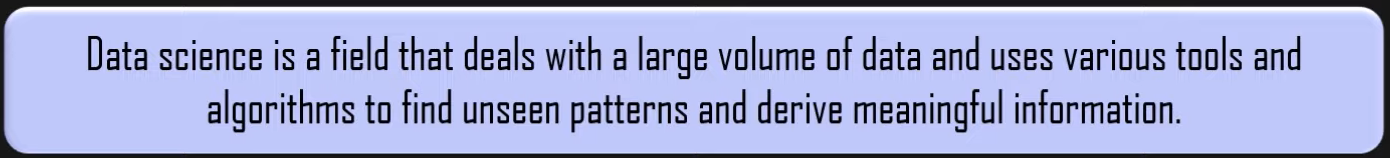 Data science is a field that deals with a large volume of data and uses various tools and
algorithms to find unseen patterns and derive meaningful information.